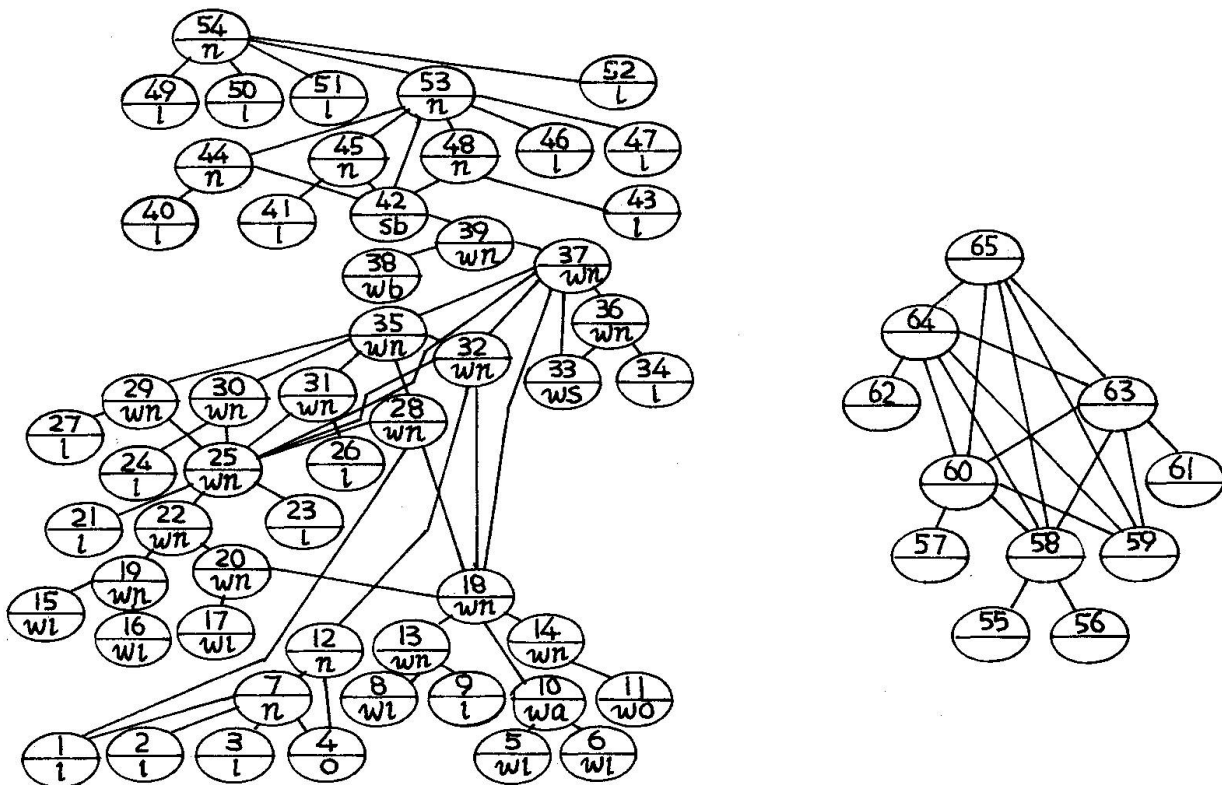 54
n
52
l
49
l
50
l
51
l
53
n
44
n
45
n
48
n
46
l
47
l
40
l
41
l
42
sb
43
l
39
wn
38
wb
37
wn
36
wn
35
wn
32
wn
33
ws
34
l
29
wn
30
wn
31
wn
28
wn
27
l
24
l
25
wn
26
l
21
l
22
wn
23
l
19
wn
20
wn
18
wn
15
wl
16
wl
17
wl
12
n
13
wn
14
wn
7
n
8
wl
9
l
10
wa
11
wo
1
l
2
l
3
l
4
o
5
wl
6
wl
65
64
62
63
60
61
57
58
59
55
56